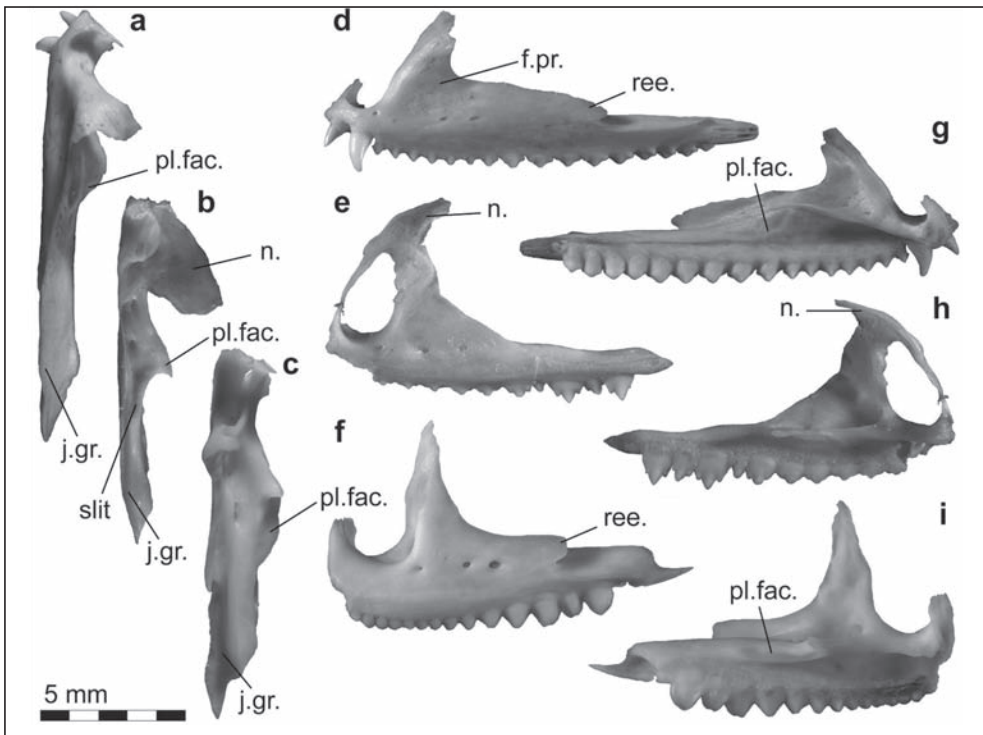 a
pl.fac.
b
n.
pl.fac.
c
j.gr.
slit
j.gr.
pl.fac.
j.gr.
5 mm
d
f.pr.
ree.
g
pl.fac.
e
n.
n.
h
f
ree.
i
pl.fac.